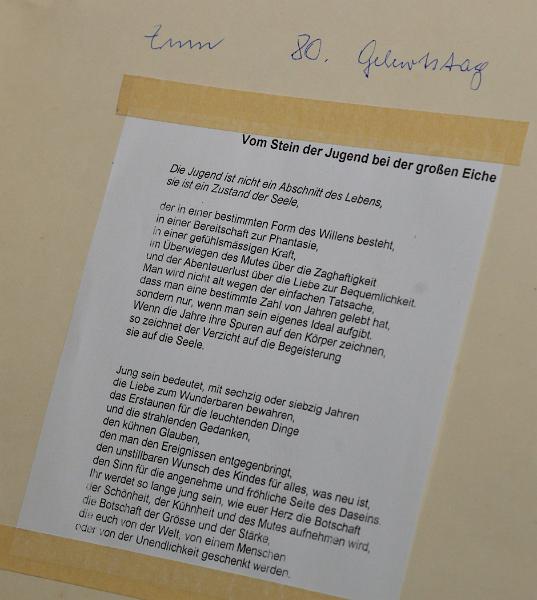 zum 80. Geburtstag
Vom Stein der Jugend bei der großen Eiche
Die Jugend ist nicht ein Abschnitt des Lebens,
sie ist ein Zustand der Seele,
der in einer bestimmten Form des Willens besteht,
in einer Bereitschaft zur Phantasie,
in einer gefühlsmässigen Kraft,
im Überwiegen des Mutes über die Zaghaftigkeit
und der Abenteuerlust über die Liebe zur Bequemlichkeit.
Man wird nicht alt wegen der einfachen Tatsache,
dass man eine bestimmte Zahl von Jahren gelebt hat,
sondern nur, wenn man sein eigenes Ideal aufgibt.
Wenn die Jahre ihre Spuren auf den Körper zeichnen,
so zeichnet der Verzicht auf die Begeisterung
sie auf die Seele.
Jung sein bedeutet, mit sechzig oder siebzig Jahren
die Liebe zum Wunderbaren bewahren,
das Erstaunen für die leuchtenden Dinge
und die strahlenden Gedanken,
den kühnen Glauben,
den man den Ereignissen entgegenbringt,
den unstillbaren Wunsch des Kindes für alles, was neu ist,
den Sinn für die angenehme und fröhliche Seite des Daseins.
Ihr werdet so lange jung sein, wie euer Herz die Botschaft
der Schönheit, der Kühnheit und des Mutes aufnehmen wird,
die Botschaft der Grösse und der Stärke,
die euch von der Welt, von einem Menschen
oder von der Unendlichkeit geschenkt werden.